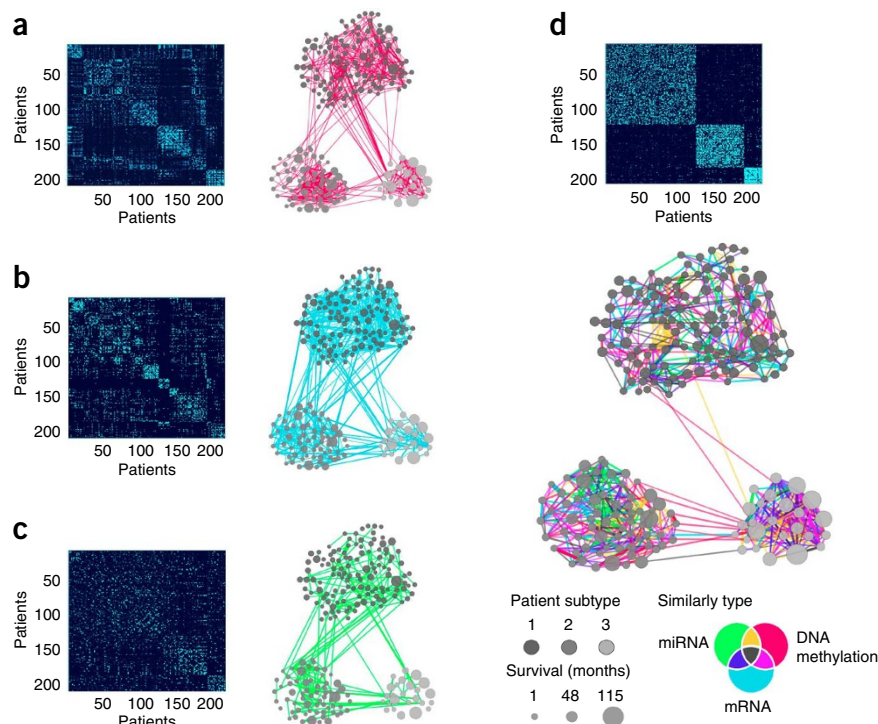 a
Patients
50
100
150
200
50 100 150 200
Patients
b
Patients
50
100
150
200
50 100 150 200
Patients
c
Patients
50
100
150
200
50 100 150 200
Patients
d
Patients
50
100
150
200
50 100 150 200
Patients
Patient subtype
1 2 3
Survival (months)
1 48 115
Similarly type
miRNA
DNA
methylation
mRNA